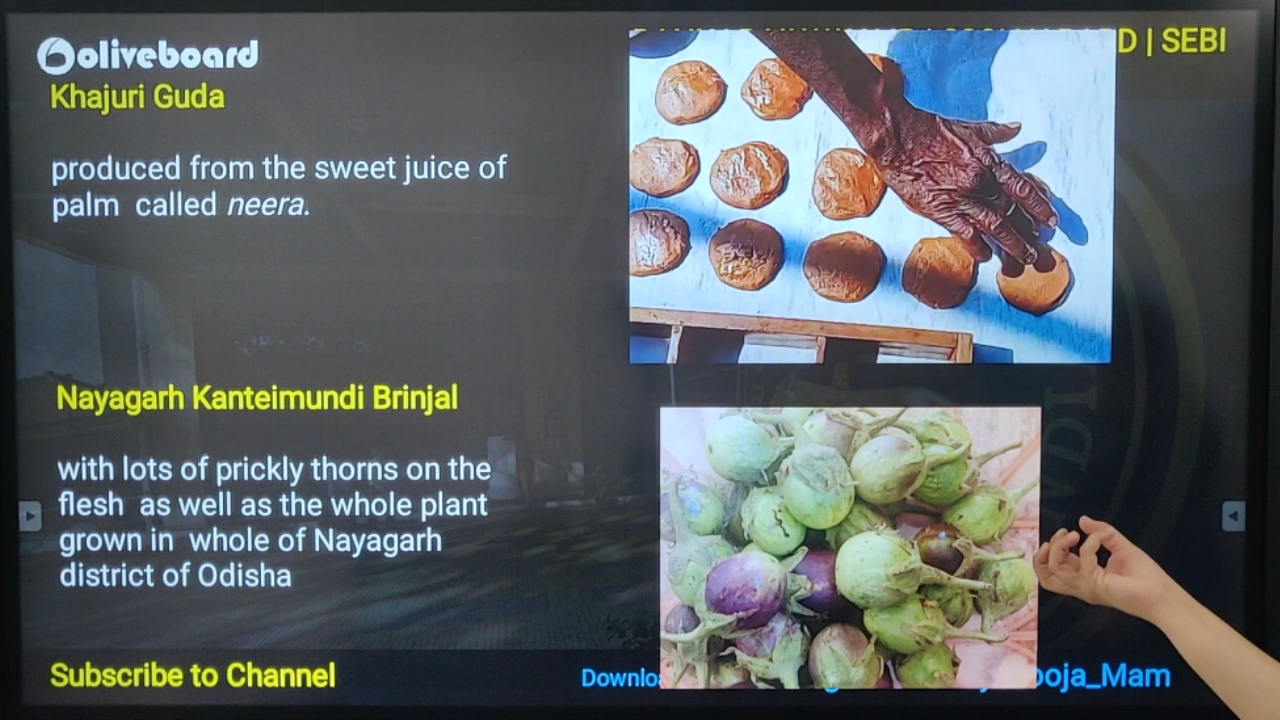 oliveboard
D | SEBI
Khajuri Guda
produced from the sweet juice of
palm called neera.
Nayagarh Kanteimundi Brinjal
with lots of prickly thorns on the
flesh as well as the whole plant
grown in whole of Nayagarh
district of Odisha
Subscribe to Channel